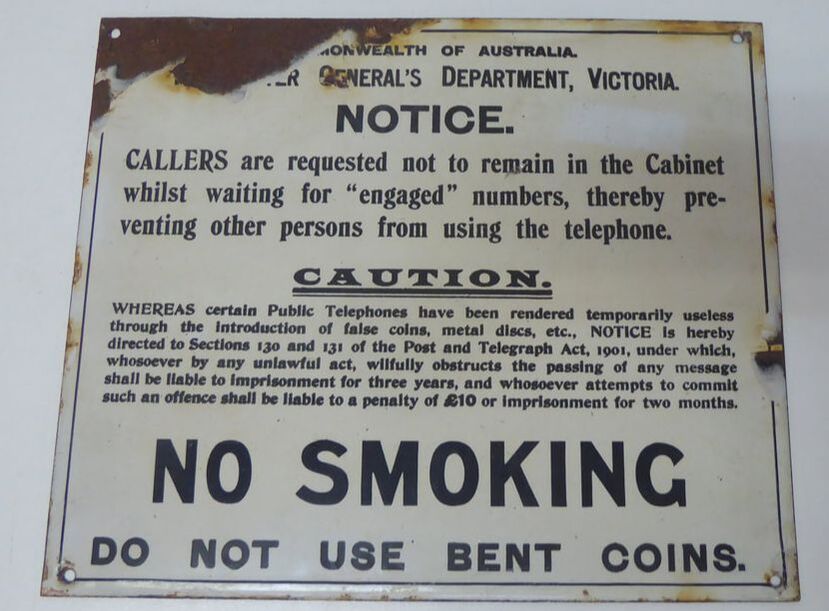 OF AUSTRALIA.
GENERAL'S DEPARTMENT, VICTORIA.
NOTICE.
CALLERS are requested not to remain in the Cabinet
whilst waiting for "engaged" numbers, thereby pre-
venting other persons from using the telephone.
CAUTION.
WHEREAS certain Public Telephones have been rendered temporarily useless
through the introduction of false coins, metal discs, etc., NOTICE is hereby
directed to Sections 130 and 131 of the Post and Telegraph Act, 1901, under which,
whosoever by any unlawful act, wilfully obstructs the passing of any message
shall be liable to imprisonment for three years, and whosoever attempts to commit
such an offence shall be liable to a penalty of £10 or imprisonment for two months.
NO SMOKING
DO NOT USE BENT COINS.